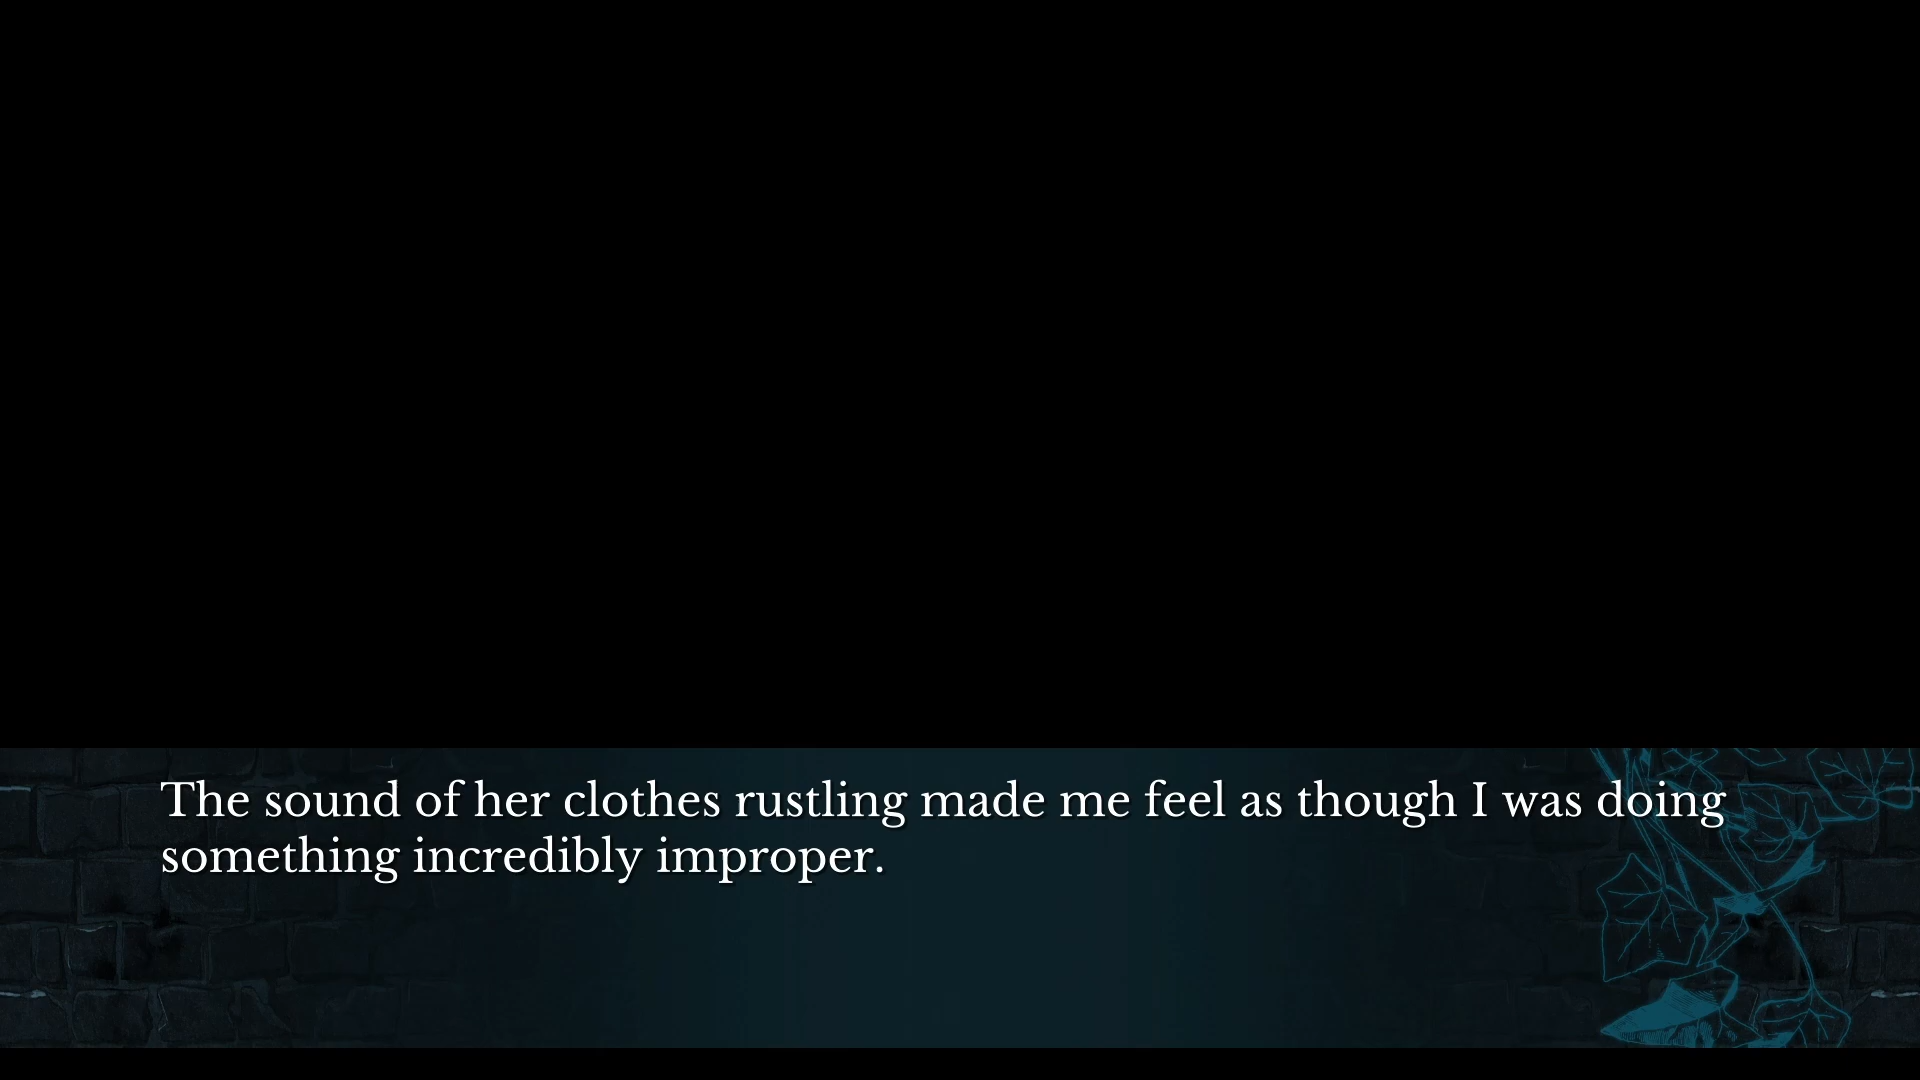 The sound of her clothes rustling made me feel as though I was doing
something incredibly improper.